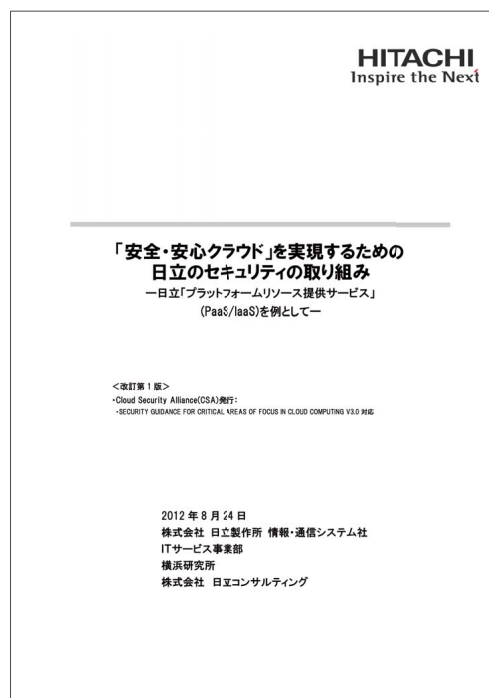 HITACHI
Inspire the Next
「安全・安心クラウド」を実現するための
日立のセキュリティの取り組み
ー日立「プラットフォームリソース提供サービス」
(PaaS/IaaS)を例としてー
＜改訂第1版＞
・Cloud Security Alliance(CSA)発行：
・SECURITY GUIDANCE FOR CRITICAL AREAS OF FOCUS IN CLOUD COMPUTING V3.0 対応
2012 年 8 月 24 日
株式会社 日立製作所 情報・通信システム社
ITサービス事業部
横浜研究所
株式会社 日立コンサルティング